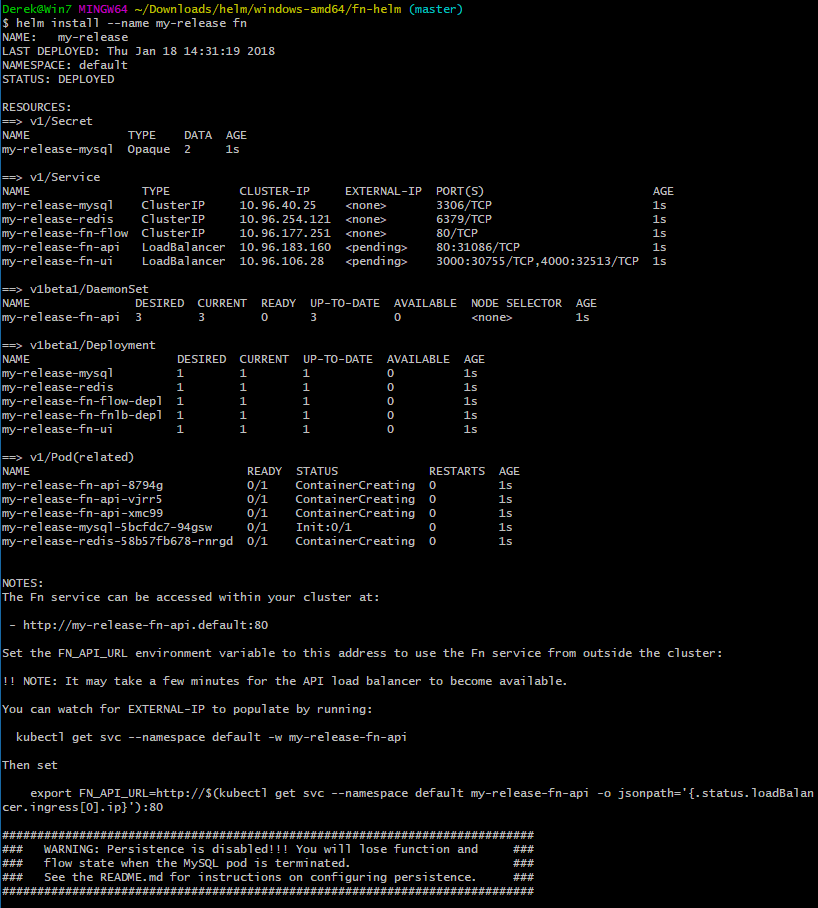 Derek@Win7 MINGW64 ~/Downloads/helm/windows-amd64/fn-helm (master)
$ helm install --name my-release fn
NAME:   my-release
LAST DEPLOYED: Thu Jan 18 14:31:19 2018
NAMESPACE: default
STATUS: DEPLOYED

RESOURCES:
==> v1/Secret
NAME              TYPE    DATA  AGE
my-release-mysql  Opaque  2     1s

==> v1/Service
NAME                TYPE          CLUSTER-IP     EXTERNAL-IP  PORT(S)                        AGE
my-release-mysql    ClusterIP     10.96.40.25    <none>       3306/TCP                       1s
my-release-redis    ClusterIP     10.96.254.121  <none>       6379/TCP                       1s
my-release-fn-flow  ClusterIP     10.96.177.251  <none>       80/TCP                         1s
my-release-fn-api   LoadBalancer  10.96.183.160  <pending>    80:31086/TCP                   1s
my-release-fn-ui    LoadBalancer  10.96.106.28   <pending>    3000:30755/TCP,4000:32513/TCP  1s

==> v1beta1/DaemonSet
NAME               DESIRED  CURRENT  READY  UP-TO-DATE  AVAILABLE  NODE SELECTOR  AGE
my-release-fn-api  3        3        0      3           0          <none>         1s

==> v1beta1/Deployment
NAME                     DESIRED  CURRENT  UP-TO-DATE  AVAILABLE  AGE
my-release-mysql         1        1        1           0          1s
my-release-redis         1        1        1           0          1s
my-release-fn-flow-depl  1        1        1           0          1s
my-release-fn-fnlb-depl  1        1        1           0          1s
my-release-fn-ui         1        1        1           0          1s

==> v1/Pod(related)
NAME                               READY  STATUS             RESTARTS  AGE
my-release-fn-api-8794g            0/1    ContainerCreating  0         1s
my-release-fn-api-vjrr5            0/1    ContainerCreating  0         1s
my-release-fn-api-xmc99            0/1    ContainerCreating  0         1s
my-release-mysql-5bcfdc7-94gsw     0/1    Init:0/1           0         1s
my-release-redis-58b57fb678-rnrgd  0/1    ContainerCreating  0         1s


NOTES:
The Fn service can be accessed within your cluster at:

 - http://my-release-fn-api.default:80

Set the FN_API_URL environment variable to this address to use the Fn service from outside the cluster:

!! NOTE: It may take a few minutes for the API load balancer to become available.

You can watch for EXTERNAL-IP to populate by running:

  kubectl get svc --namespace default -w my-release-fn-api

Then set

    export FN_API_URL=http://$(kubectl get svc --namespace default my-release-fn-api -o jsonpath='{.status.loadBalan
cer.ingress[0].ip}'):80

############################################################################
###   WARNING: Persistence is disabled!!! You will lose function and     ###
###   flow state when the MySQL pod is terminated.                       ###
###   See the README.md for instructions on configuring persistence.     ###
############################################################################